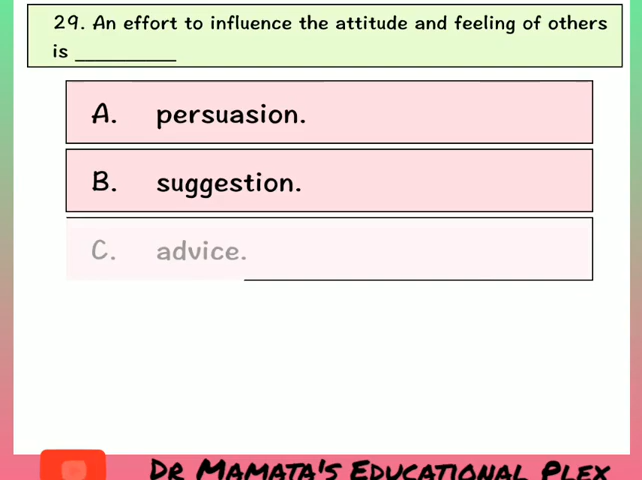 29. An effort to influence the attitude and feeling of others
is __________
A. persuasion.
B. suggestion.
C. advice.
DR MAMATA'S EDUCATIONAL PLEX